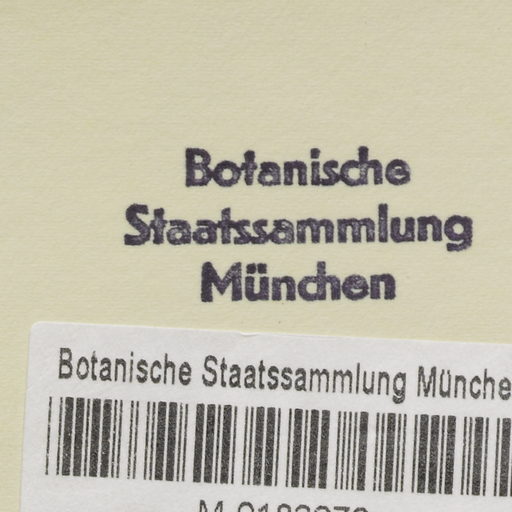 Botanische
Staatssammlung
München
Botanische Staatssammlung Münche